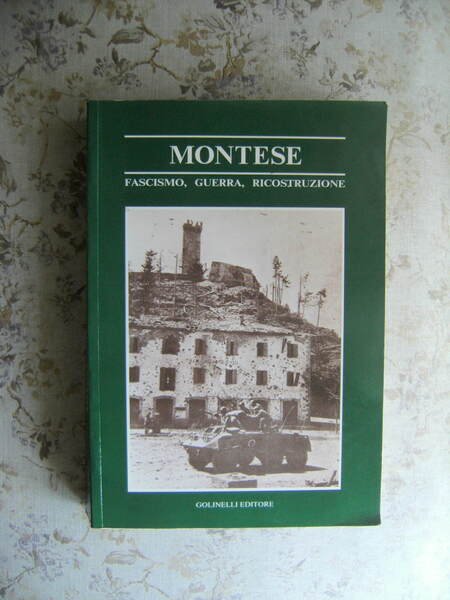 MONTESE
FASCISMO, GUERRA, RICOSTRUZIONE
GOLINELLI EDITORE